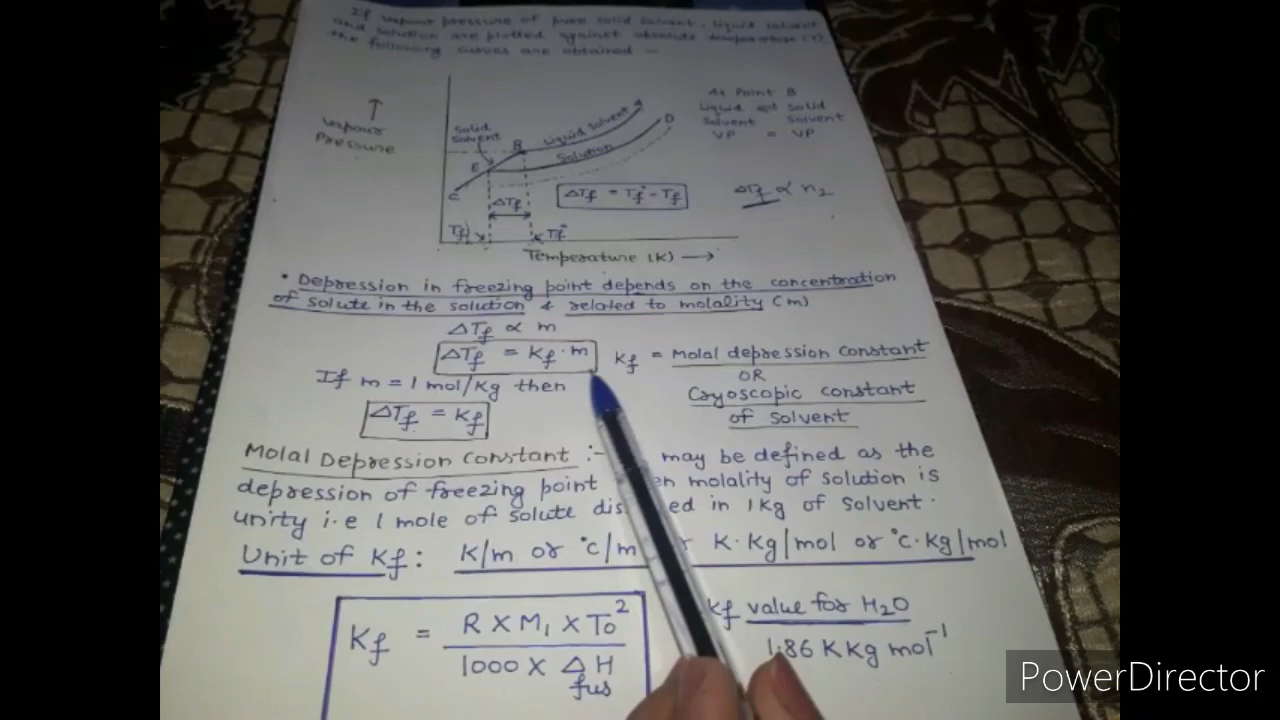 If vapour pressure of pure solid solvent, liquid solvent
and solution are plotted against absolute temperature (T)
the following curves are obtained -
At Point B
Liquid and Solid
Solvent Solvent
VP = VP
↑
Vapour
Pressure
Solid
Solvent
B
Liquid Solvent
A
D
Solution
E
C
ΔTf = Tf° - Tf
ΔTf ∝ n2
ΔTf
Tf
Tf°
Temperature (K) →
• Depression in freezing point depends on the concentration
of solute in the solution & related to molality (m)
ΔTf ∝ m
ΔTf = Kf · m
Kf = Molal depression constant
OR
Cryoscopic constant
of solvent
If m = 1 mol/Kg then
ΔTf = Kf
Molal Depression Constant :- may be defined as the
depression of freezing point en molality of solution is
unity i.e 1 mole of solute dis ed in 1Kg of solvent.
Unit of Kf : K/m or °C/m r K·Kg/mol or °C·Kg/mol
Kf = R X M1 X To² / 1000 X ΔH fus
Kf value for H2O
1.86 K Kg mol⁻¹
PowerDirector